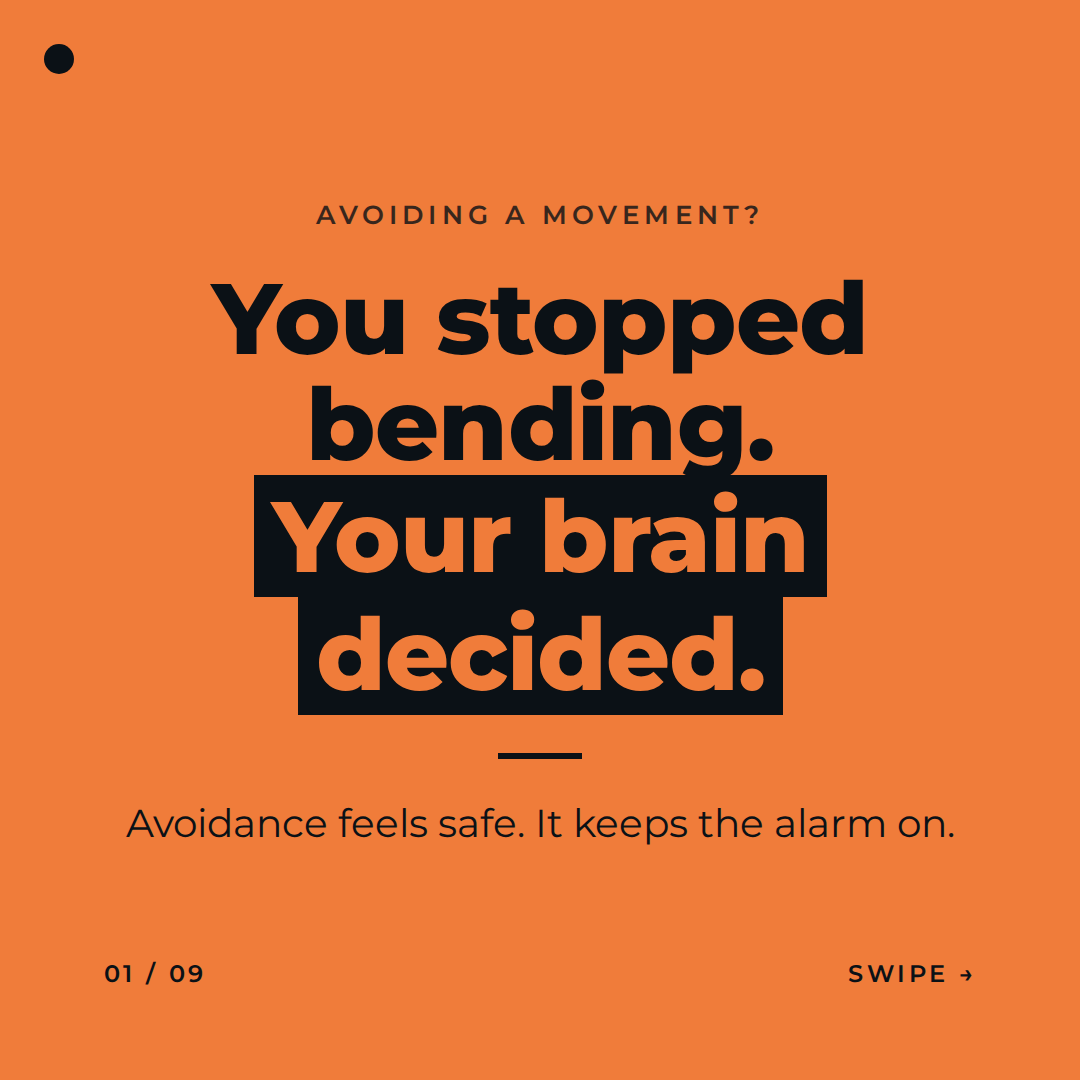 AVOIDING A MOVEMENT?
You stopped
bending.
Your brain
decided.
Avoidance feels safe. It keeps the alarm on.
01 / 09
SWIPE →